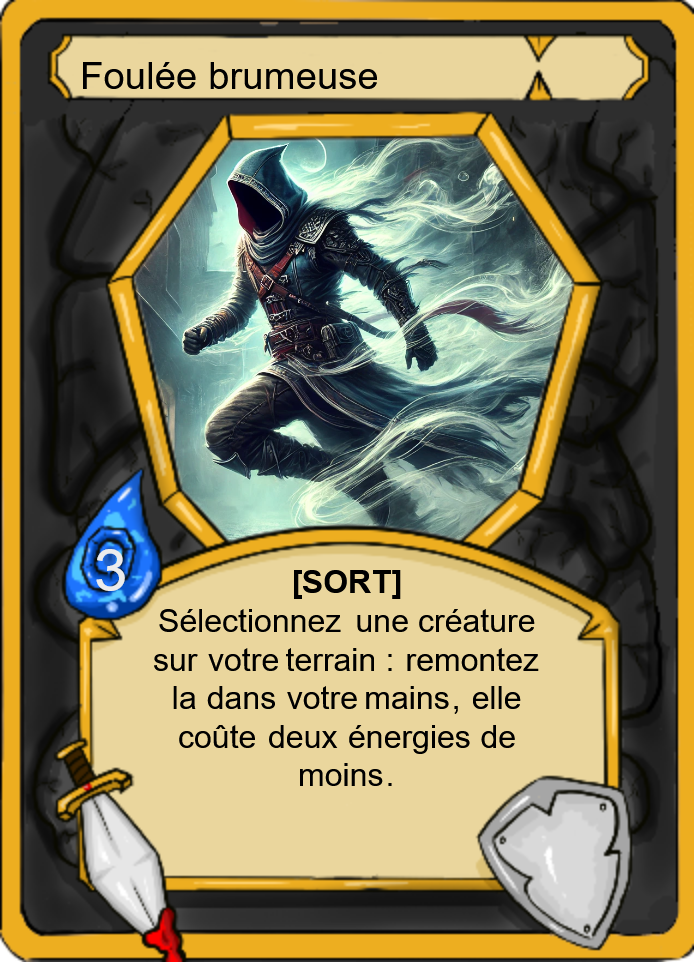 Foulée brumeuse
3
[SORT]
Sélectionnez une créature
sur votre terrain : remontez
la dans votre mains, elle
coûte deux énergies de
moins.